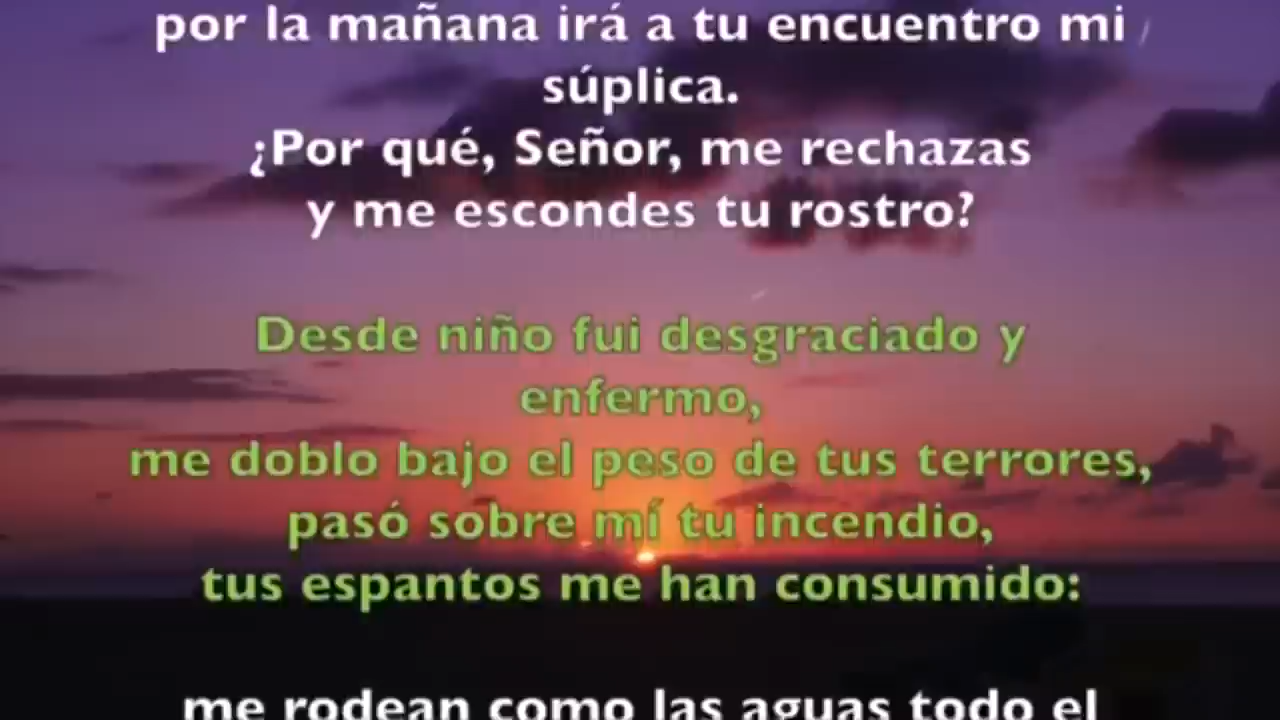 por la mañana irá a tu encuentro mi
súplica.
¿Por qué, Señor, me rechazas
y me escondes tu rostro?
Desde niño fui desgraciado y
enfermo,
me doblo bajo el peso de tus terrores,
pasó sobre mí tu incendio,
tus espantos me han consumido:
me rodean como las aguas todo el